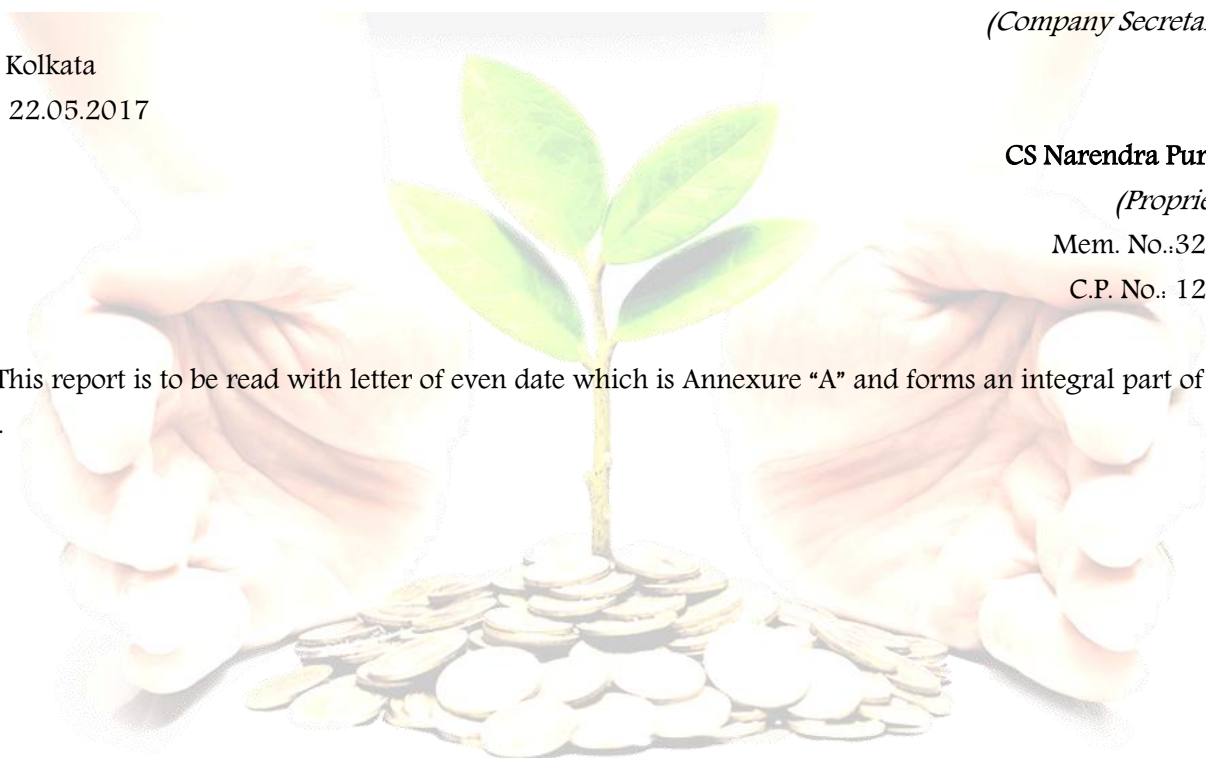 (Company Secreta
Kolkata
22.05.2017
CS Narendra Pur
(Proprie
Mem. No.:32
C.P. No.: 12
This report is to be read with letter of even date which is Annexure “A” and forms an integral part of
.